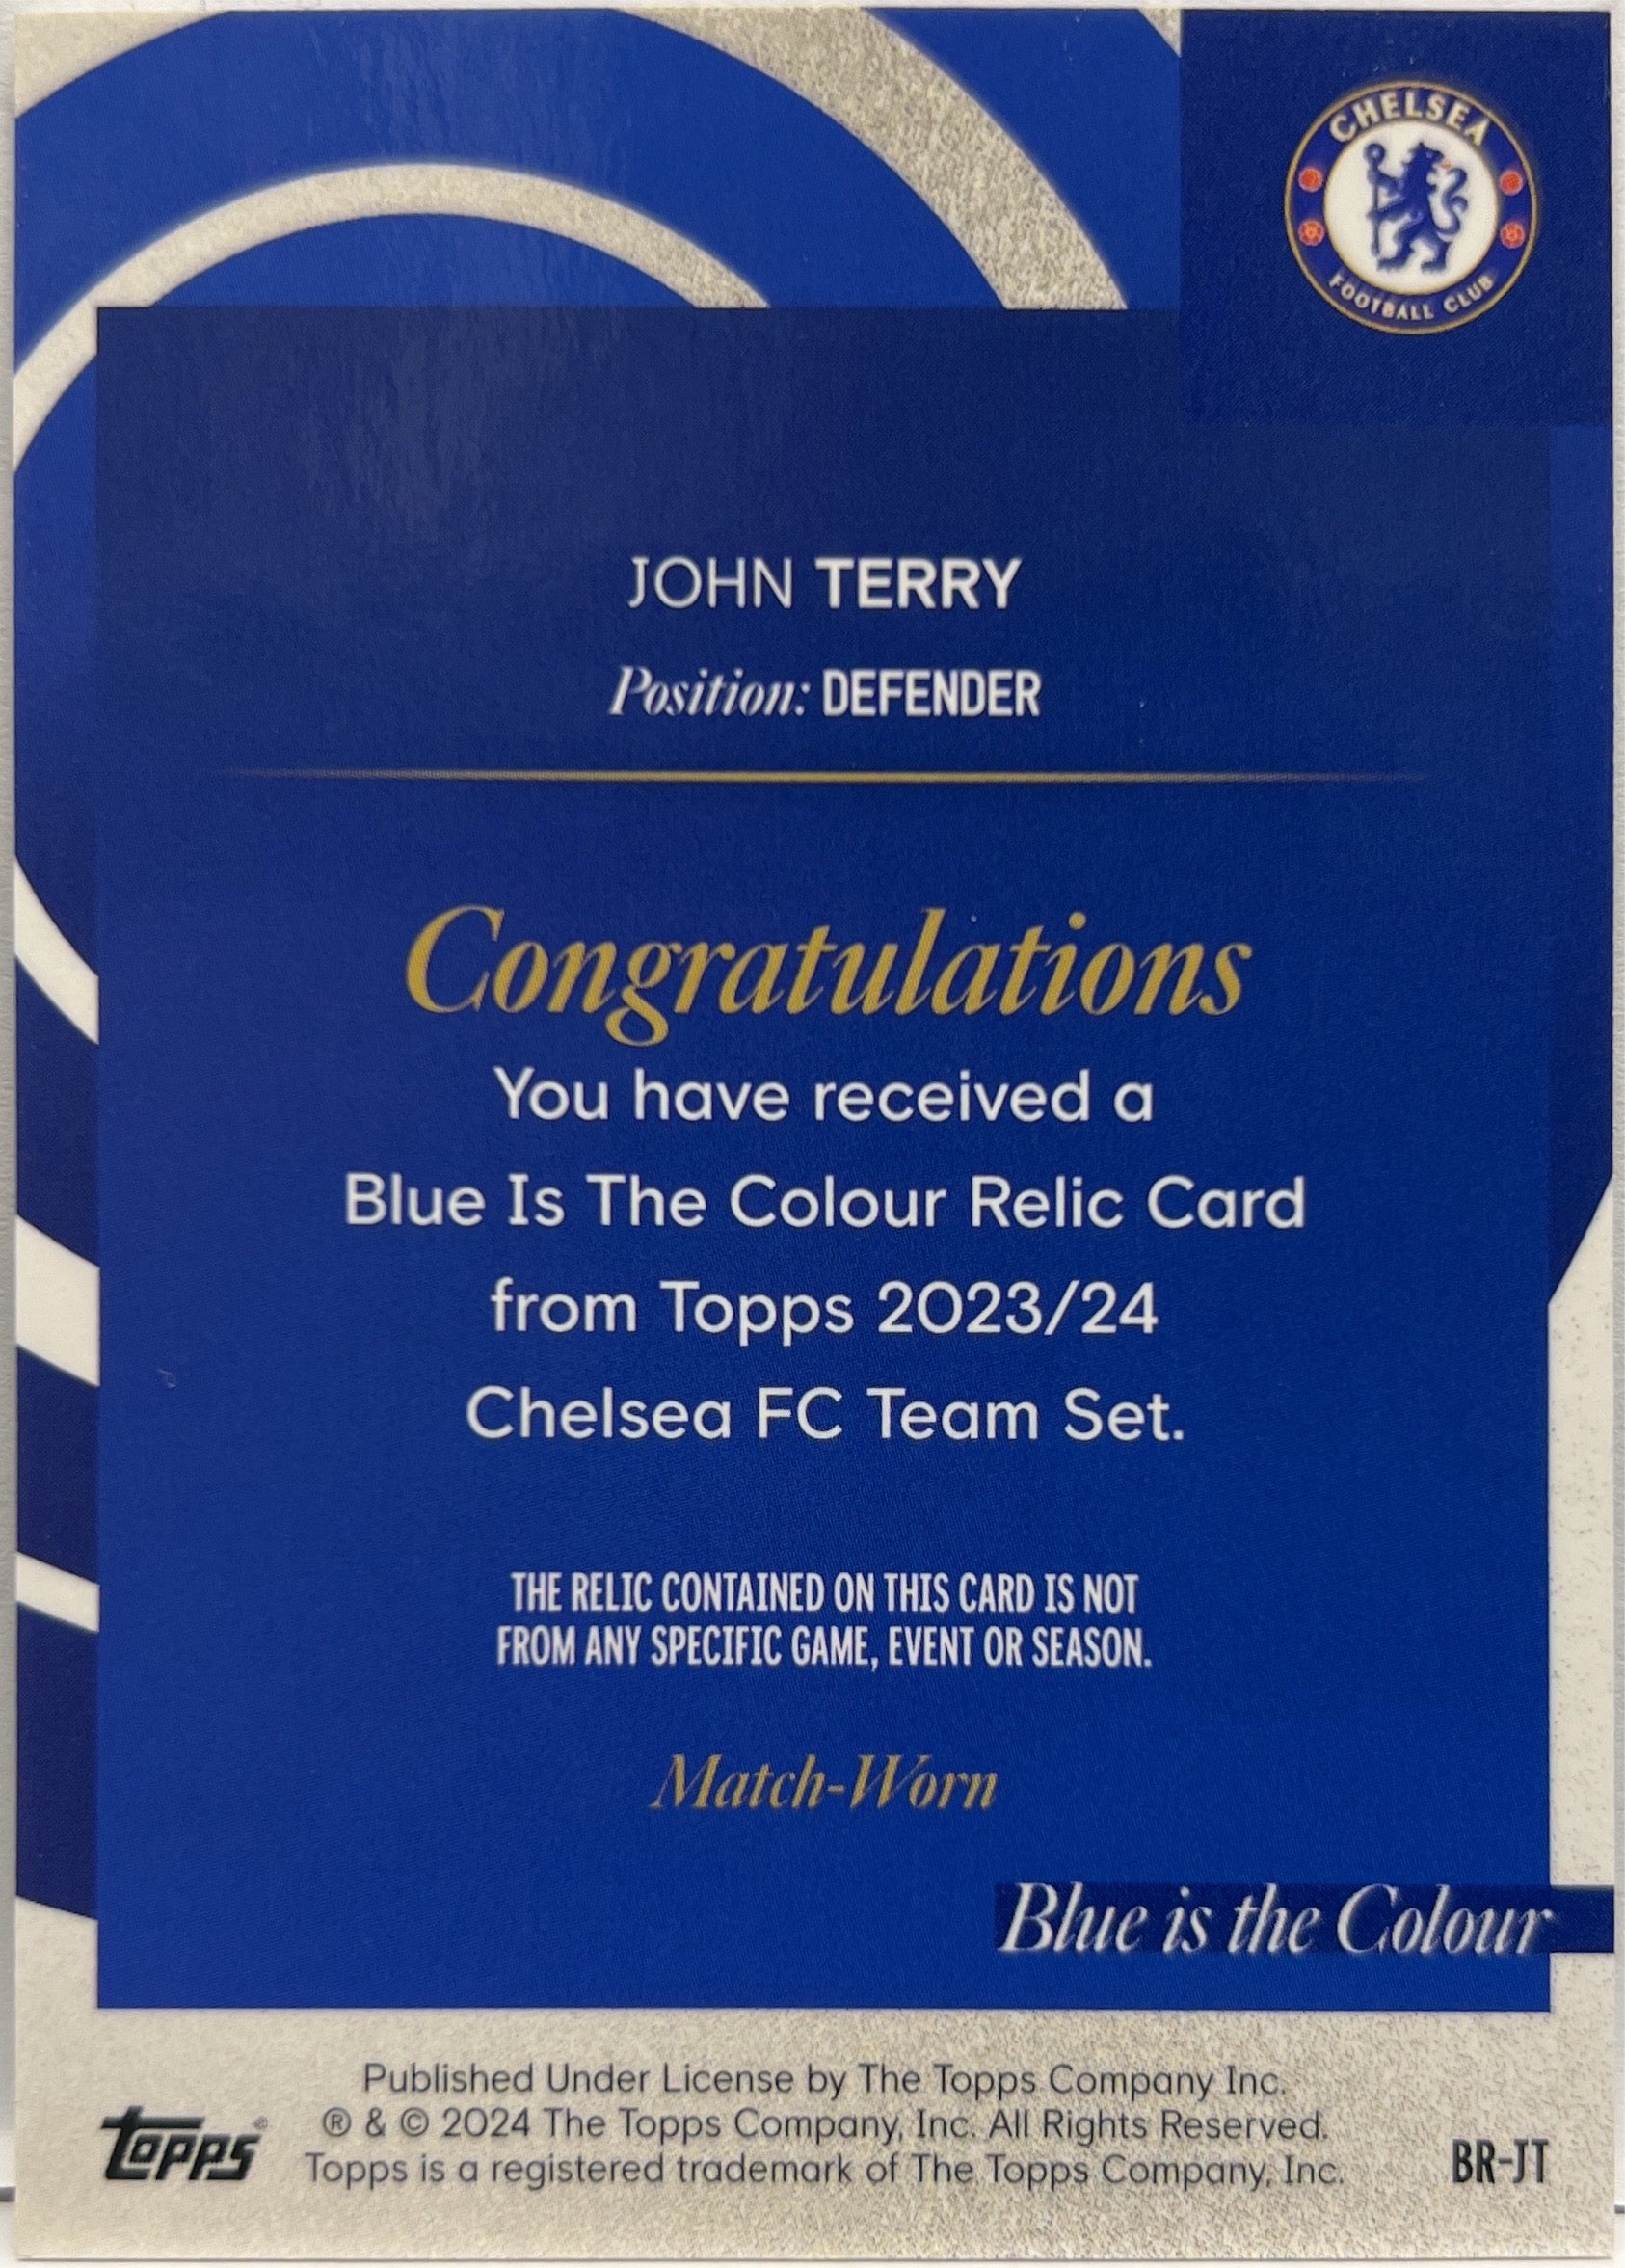 CHELSEA
FOOTBALL CLUB
JOHN TERRY
Position: DEFENDER
Congratulations
You have received a
Blue Is The Colour Relic Card
from Topps 2023/24
Chelsea FC Team Set.
THE RELIC CONTAINED ON THIS CARD IS NOT
FROM ANY SPECIFIC GAME, EVENT OR SEASON.
Match-Worn
Blue is the Colour
Published Under License by The Topps Company Inc.
® & © 2024 The Topps Company, Inc. All Rights Reserved.
Topps is a registered trademark of The Topps Company, Inc.
Topps®
BR-JT